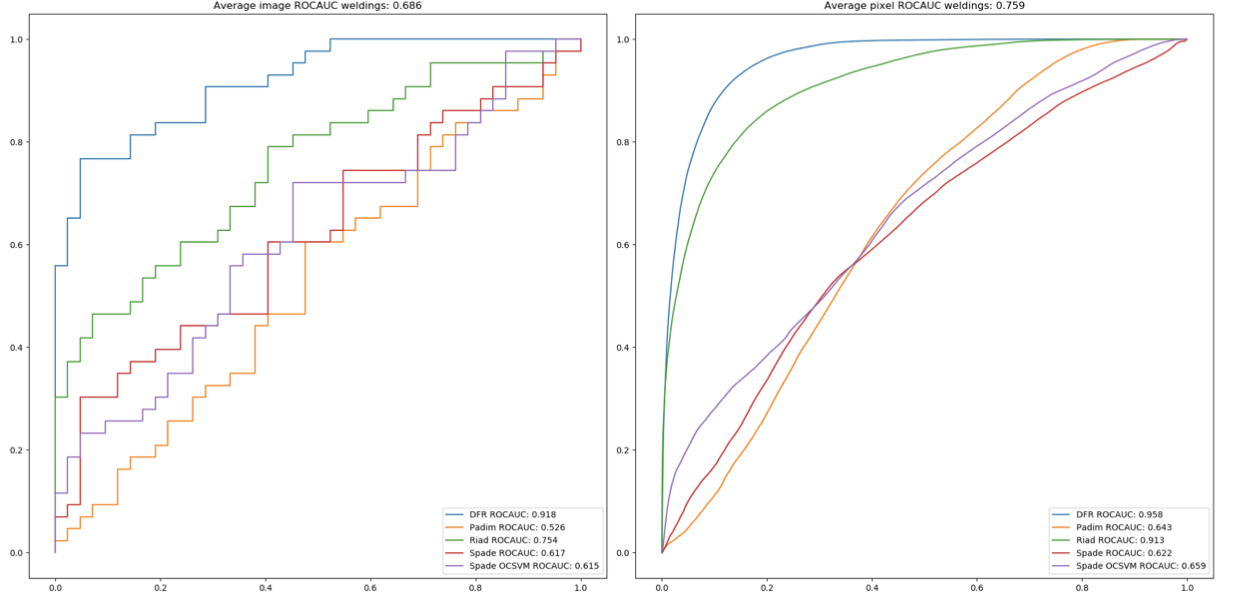 Average image ROCAUC weldings: 0.686
1.0
0.8
0.6
0.4
0.2
0.0
0.0 0.2 0.4 0.6 0.8 1.0
DFR ROCAUC: 0.918
Padim ROCAUC: 0.526
Riad ROCAUC: 0.754
Spade ROCAUC: 0.617
Spade OCSVM ROCAUC: 0.615
Average pixel ROCAUC weldings: 0.759
1.0
0.8
0.6
0.4
0.2
0.0
0.0 0.2 0.4 0.6 0.8 1.0
DFR ROCAUC: 0.958
Padim ROCAUC: 0.643
Riad ROCAUC: 0.913
Spade ROCAUC: 0.622
Spade OCSVM ROCAUC: 0.659